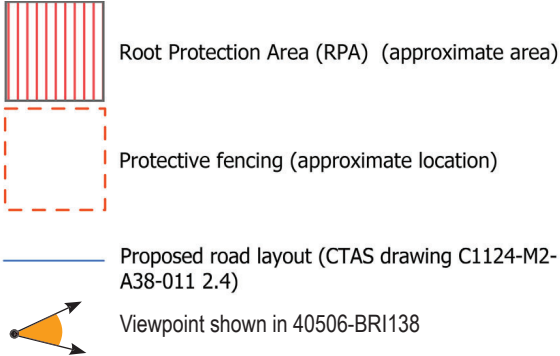 Root Protection Area (RPA) (approximate area)
Protective fencing (approximate location)
Proposed road layout (CTAS drawing C1124-M2-
A38-011 2.4)
Viewpoint shown in 40506-BRI138